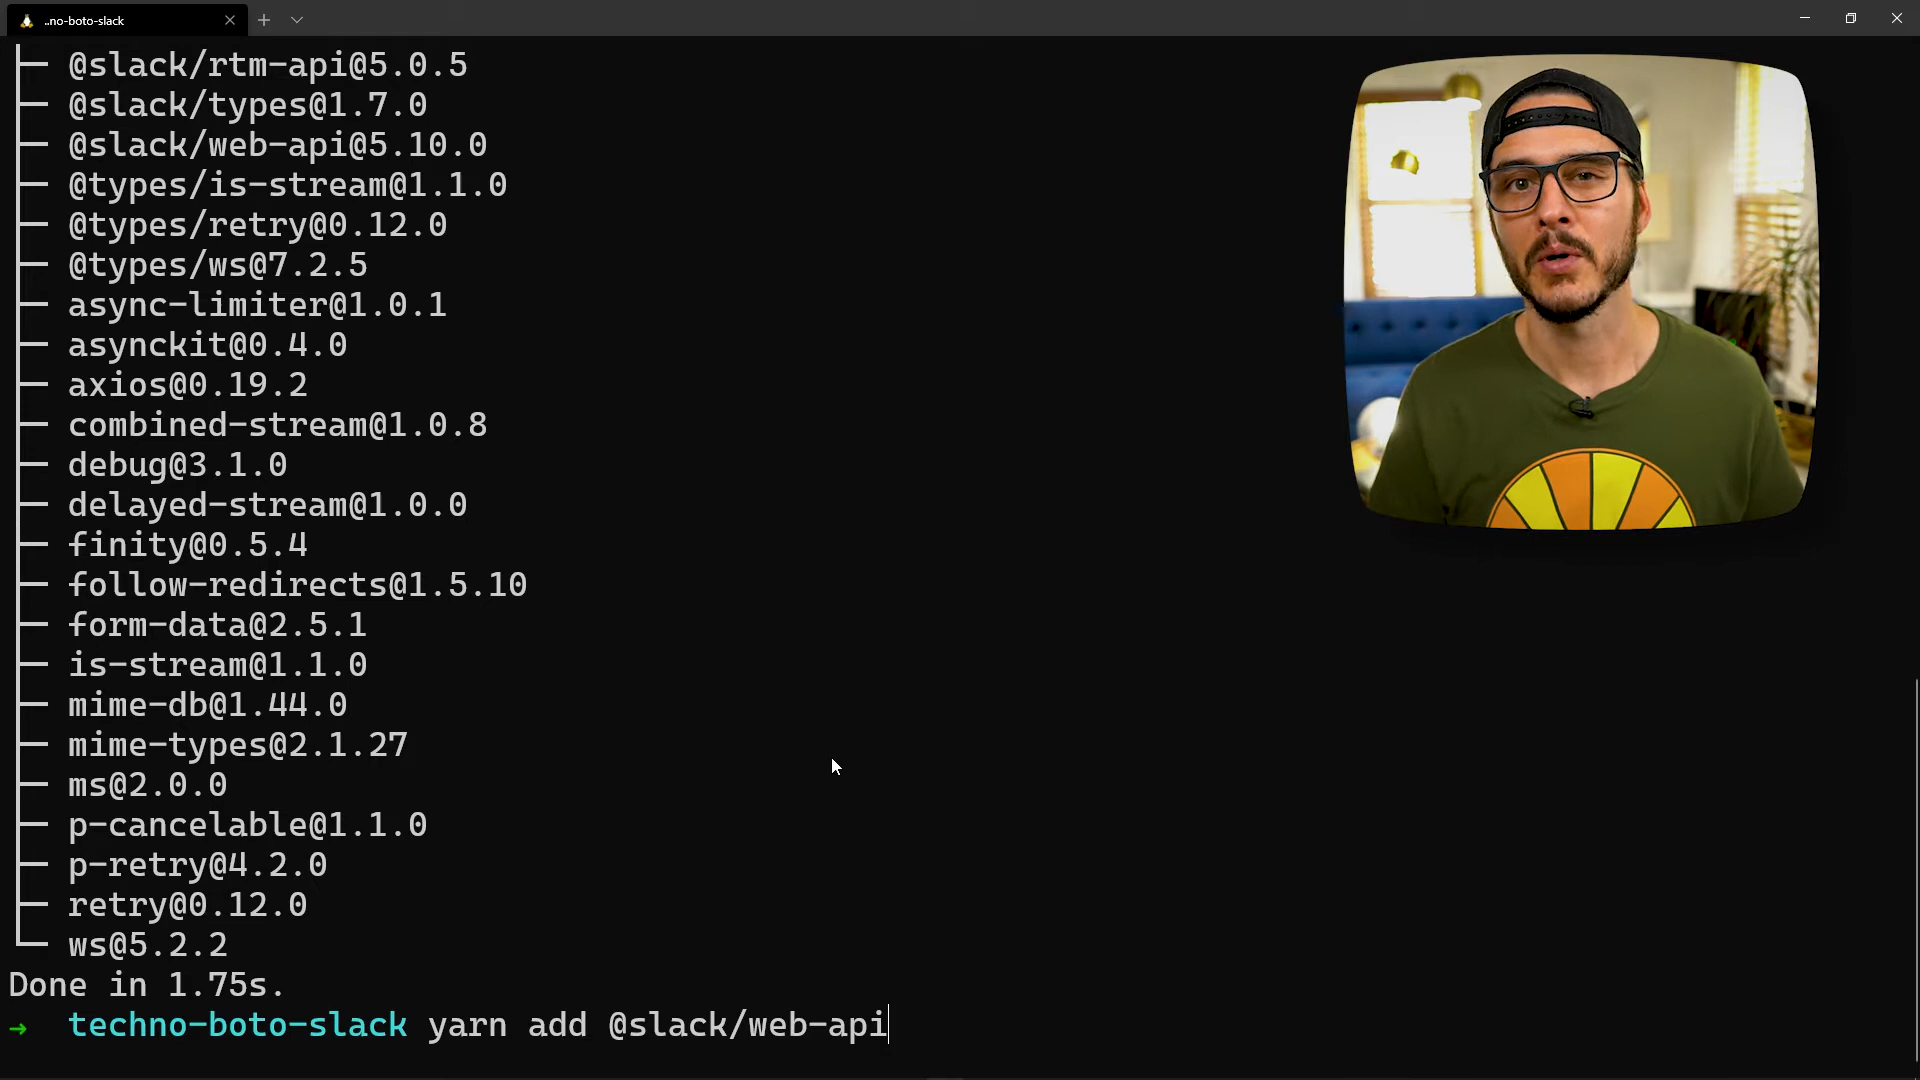 ..no-boto-slack
@slack/rtm-api@5.0.5
@slack/types@1.7.0
@slack/web-api@5.10.0
@types/is-stream@1.1.0
@types/retry@0.12.0
@types/ws@7.2.5
async-limiter@1.0.1
asynckit@0.4.0
axios@0.19.2
combined-stream@1.0.8
debug@3.1.0
delayed-stream@1.0.0
finity@0.5.4
follow-redirects@1.5.10
form-data@2.5.1
is-stream@1.1.0
mime-db@1.44.0
mime-types@2.1.27
ms@2.0.0
p-cancelable@1.1.0
p-retry@4.2.0
retry@0.12.0
ws@5.2.2
Done in 1.75s.
→ techno-boto-slack yarn add @slack/web-api